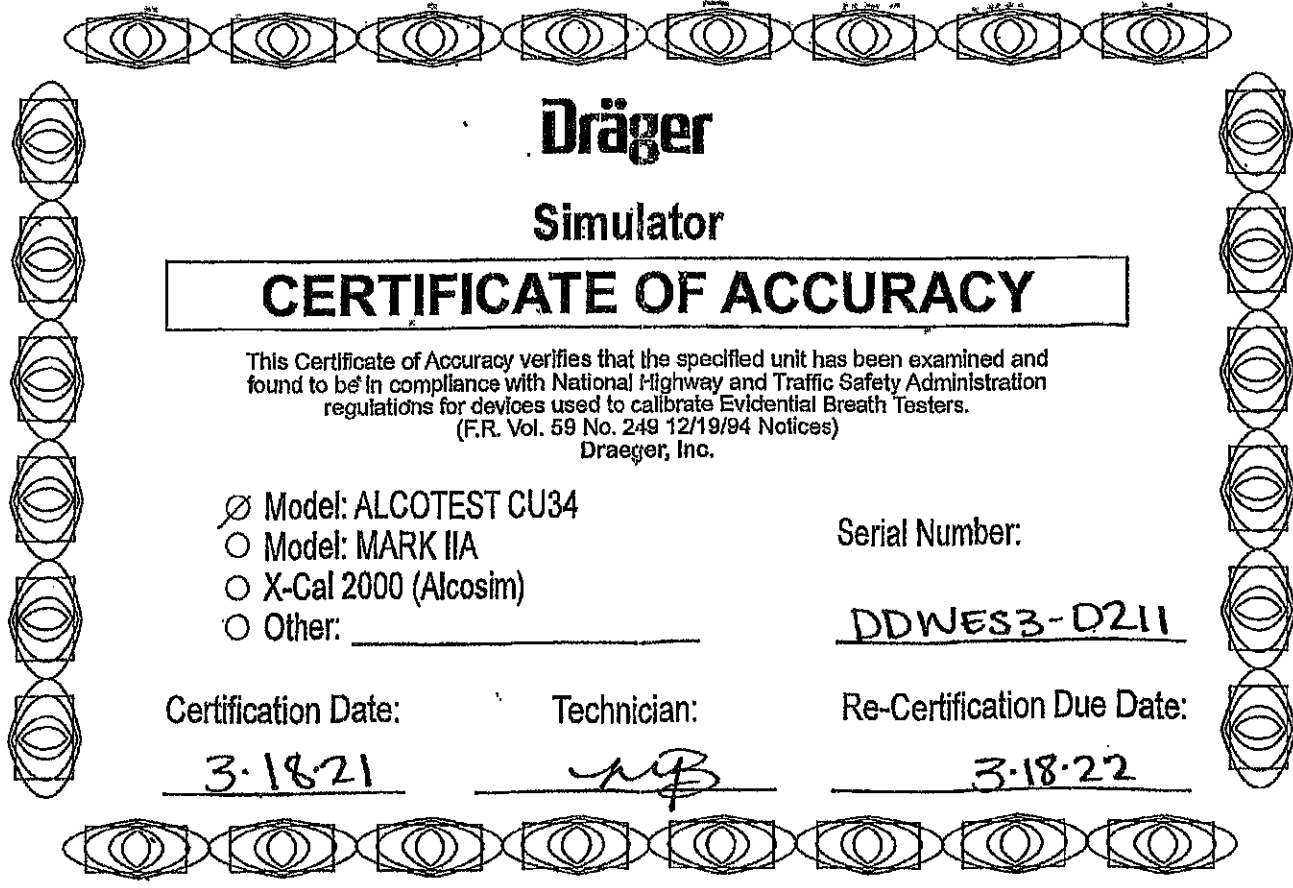 Dräger
Simulator
CERTIFICATE OF ACCURACY
This Certificate of Accuracy verifies that the specified unit has been examined and
found to be in compliance with National Highway and Traffic Safety Administration
regulations for devices used to calibrate Evidential Breath Testers.
(F.R. Vol. 59 No. 249 12/19/94 Notices)
Draeger, Inc.
Model: ALCOTEST CU34
Model: MARK IIA
X-Cal 2000 (Alcosim)
Other:
Serial Number:
DDWES3-D211
Certification Date:
3.18.21
Technician:
Re-Certification Due Date:
3.18.22